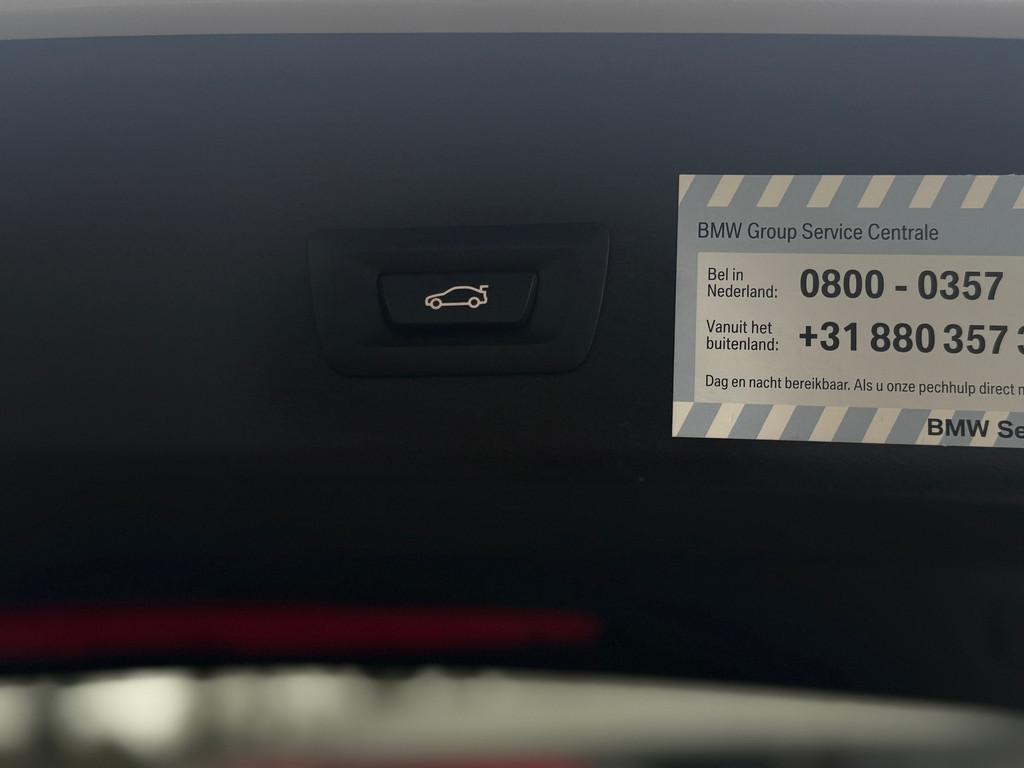 BMW Group Service Centrale
Bel in
Nederland:
0800 - 0357
Vanuit het
buitenland:
+31 880 357
Dag en nacht bereikbaar. Als u onze pechhulp direct
BMW